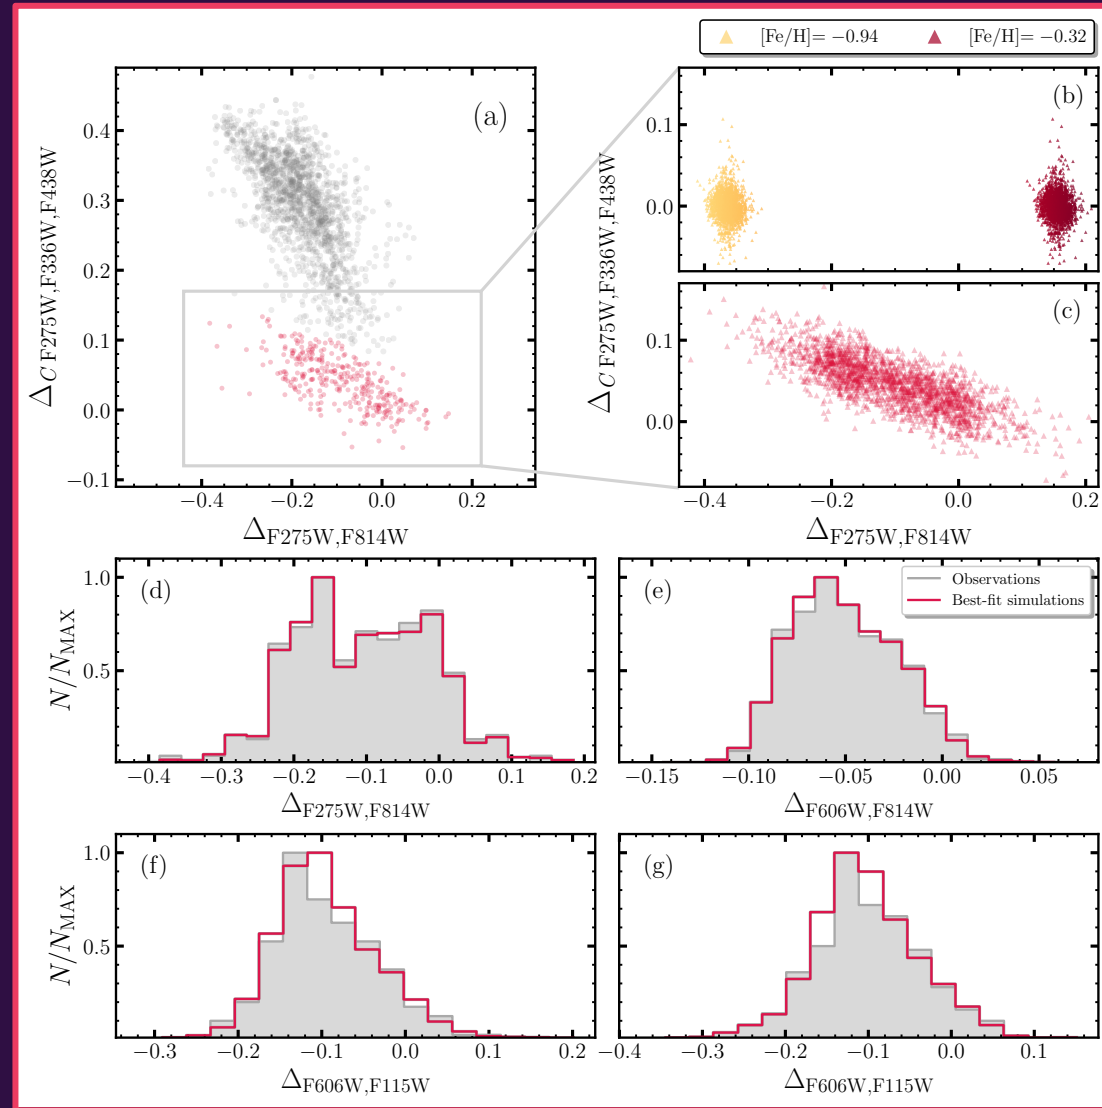 [Fe/H]= −0.94 [Fe/H]= −0.32
(a)
Δ_C F275W,F336W,F438W
0.4
0.3
0.2
0.1
0.0
−0.1
−0.4 −0.2 0.0 0.2
Δ_F275W,F814W
(b)
Δ_C F275W,F336W,F438W
0.1
0.0
(c)
0.1
0.0
−0.4 −0.2 0.0 0.2
Δ_F275W,F814W
(d)
N/N_MAX
1.0
0.5
−0.4 −0.3 −0.2 −0.1 0.0 0.1 0.2
Δ_F275W,F814W
(e)
Observations
Best-fit simulations
−0.15 −0.10 −0.05 0.00 0.05
Δ_F606W,F814W
(f)
N/N_MAX
1.0
0.5
−0.3 −0.2 −0.1 0.0 0.1 0.2
Δ_F606W,F115W
(g)
−0.4 −0.3 −0.2 −0.1 0.0 0.1
Δ_F606W,F115W